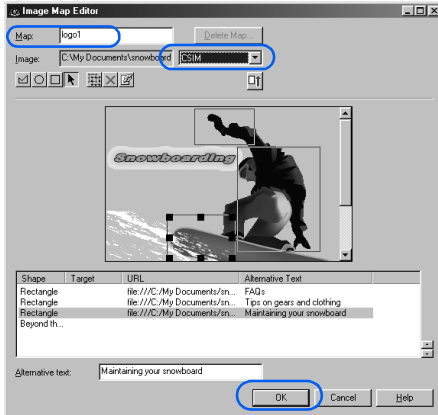 Image Map Editor
Map: logo1 Delete Map...
Image: C:\My Documents\snowboard CSIM
Snowboarding
Shape Target URL Alternative Text
Rectangle file:///C:/My Documents/sn... FAQs
Rectangle file:///C:/My Documents/sn... Tips on gears and clothing
Rectangle file:///C:/My Documents/sn... Maintaining your snowboard
Beyond th...
Alternative text: Maintaining your snowboard
OK Cancel Help